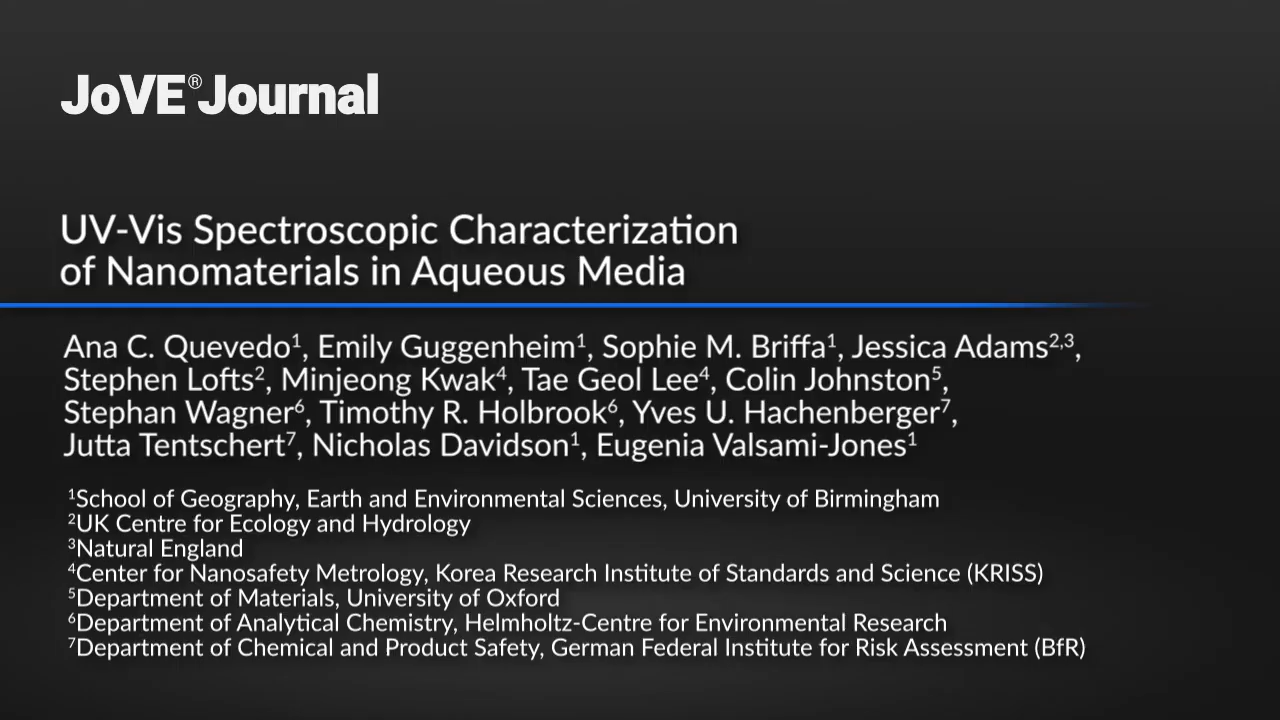 JoVE® Journal
UV-Vis Spectroscopic Characterization
of Nanomaterials in Aqueous Media
Ana C. Quevedo¹, Emily Guggenheim¹, Sophie M. Briffa¹, Jessica Adams²,³,
Stephen Lofts², Minjeong Kwak⁴, Tae Geol Lee⁴, Colin Johnston⁵,
Stephan Wagner⁶, Timothy R. Holbrook⁶, Yves U. Hachenberger⁷,
Jutta Tentschert⁷, Nicholas Davidson¹, Eugenia Valsami-Jones¹
¹School of Geography, Earth and Environmental Sciences, University of Birmingham
²UK Centre for Ecology and Hydrology
³Natural England
⁴Center for Nanosafety Metrology, Korea Research Institute of Standards and Science (KRISS)
⁵Department of Materials, University of Oxford
⁶Department of Analytical Chemistry, Helmholtz-Centre for Environmental Research
⁷Department of Chemical and Product Safety, German Federal Institute for Risk Assessment (BfR)